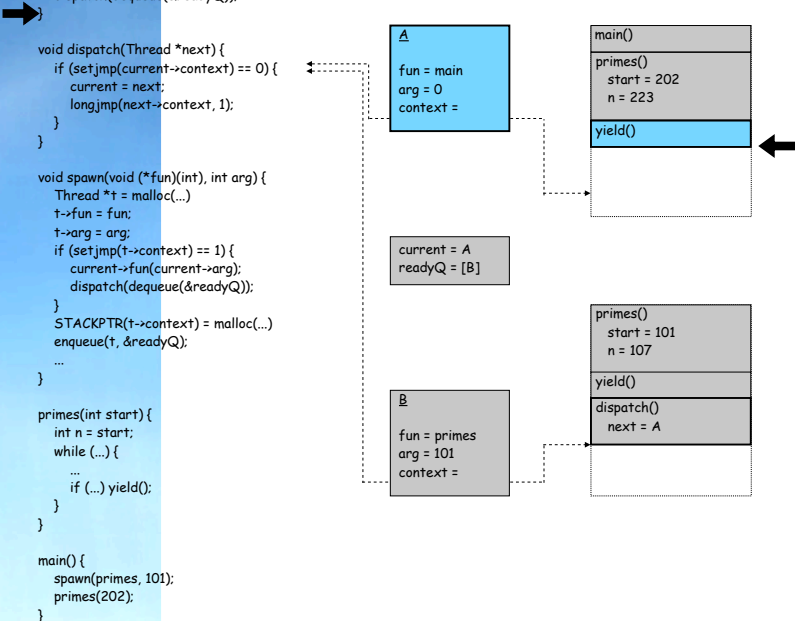 }
void dispatch(Thread *next) {
if (setjmp(current->context) == 0) {
current = next;
longjmp(next->context, 1);
}
}
void spawn(void (*fun)(int), int arg) {
Thread *t = malloc(...)
t->fun = fun;
t->arg = arg;
if (setjmp(t->context) == 1) {
current->fun(current->arg);
dispatch(dequeue(&readyQ));
}
STACKPTR(t->context) = malloc(...)
enqueue(t, &readyQ);
...
}
primes(int start) {
int n = start;
while (...) {
...
if (...) yield();
}
}
main() {
spawn(primes, 101);
primes(202);
}
A
fun = main
arg = 0
context =
current = A
readyQ = [B]
B
fun = primes
arg = 101
context =
main()
primes()
start = 202
n = 223
yield()
primes()
start = 101
n = 107
yield()
dispatch()
next = A